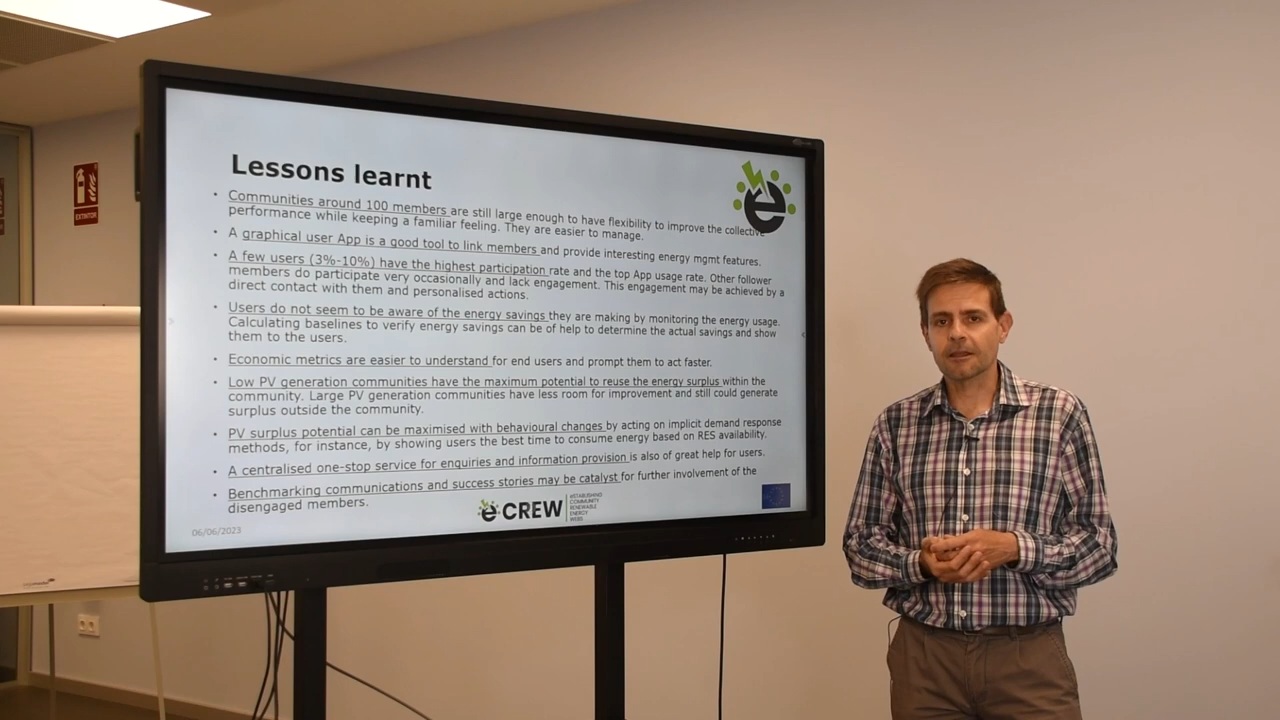 Lessons learnt
• Communities around 100 members are still large enough to have flexibility to improve the collective
performance while keeping a familiar feeling. They are easier to manage.
• A graphical user App is a good tool to link members and provide interesting energy mgmt features.
• A few users (3%-10%) have the highest participation rate and the top App usage rate. Other follower
members do participate very occasionally and lack engagement. This engagement may be achieved by a
direct contact with them and personalised actions.
• Users do not seem to be aware of the energy savings they are making by monitoring the energy usage.
Calculating baselines to verify energy savings can be of help to determine the actual savings and show
them to the users.
• Economic metrics are easier to understand for end users and prompt them to act faster.
• Low PV generation communities have the maximum potential to reuse the energy surplus within the
community. Large PV generation communities have less room for improvement and still could generate
surplus outside the community.
• PV surplus potential can be maximised with behavioural changes by acting on implicit demand response
methods, for instance, by showing users the best time to consume energy based on RES availability.
• A centralised one-stop service for enquiries and information provision is also of great help for users.
• Benchmarking communications and success stories may be catalyst for further involvement of the
disengaged members.
e CREW
ESTABLISHING
COMMUNITY
RENEWABLE
ENERGY
WEBS
06/06/2023
e
EXTINTOR